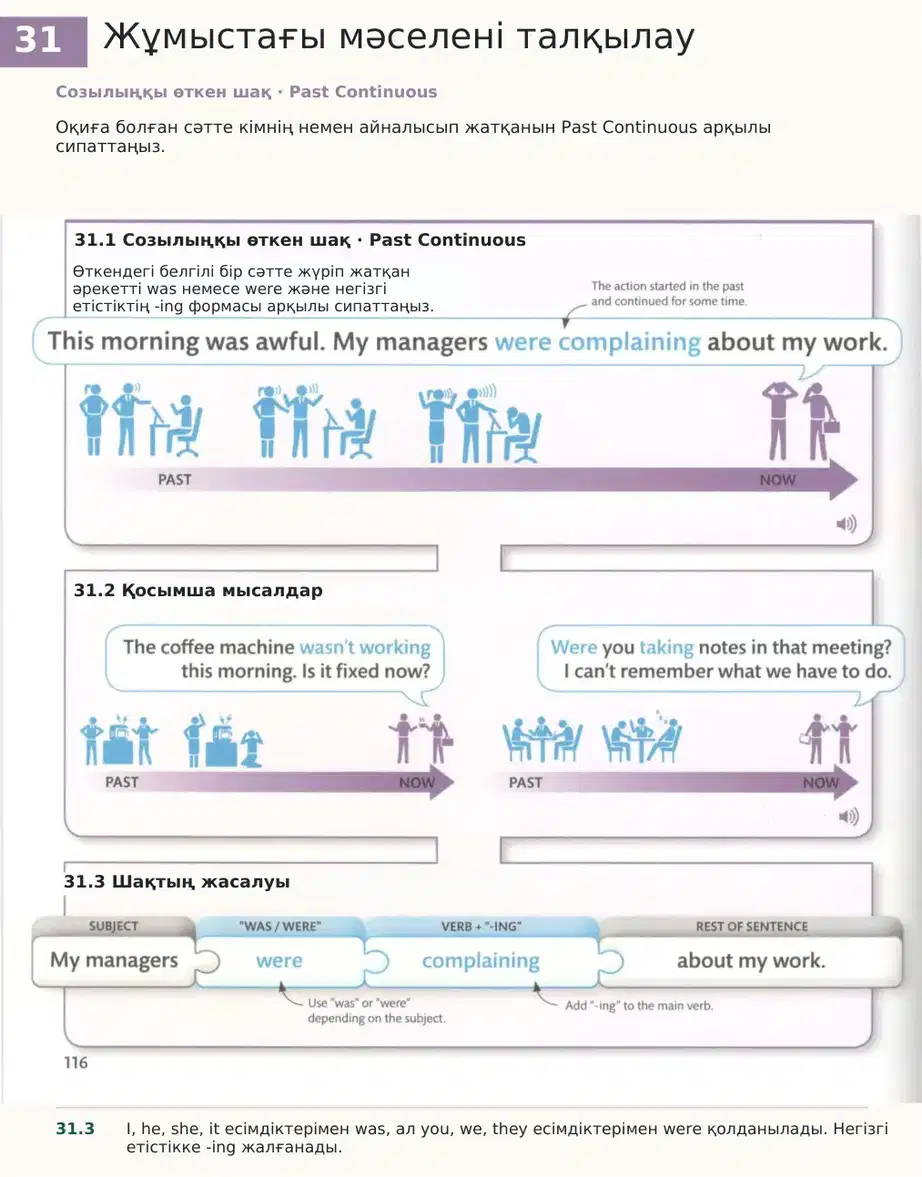 31 Жұмыстағы мәселені талқылау
Созылыңқы өткен шақ · Past Continuous
Оқиға болған сәтте кімнің немен айналысып жатқанын Past Continuous арқылы
сипаттаңыз.
31.1 Созылыңқы өткен шақ · Past Continuous
Өткендегі белгілі бір сәтте жүріп жатқан
әрекетті was немесе were және негізгі
етістіктің -ing формасы арқылы сипаттаңыз.
The action started in the past
and continued for some time.
This morning was awful. My managers were complaining about my work.
PAST
NOW
31.2 Қосымша мысалдар
The coffee machine wasn't working
this morning. Is it fixed now?
Were you taking notes in that meeting?
I can't remember what we have to do.
PAST
NOW
PAST
NOW
31.3 Шақтың жасалуы
SUBJECT
"WAS / WERE"
VERB + "-ING"
REST OF SENTENCE
My managers
were
complaining
about my work.
Use "was" or "were"
depending on the subject.
Add "-ing" to the main verb.
116
31.3 I, he, she, it есімдіктерімен was, ал you, we, they есімдіктерімен were қолданылады. Негізгі
етістікке -ing жалғанады.